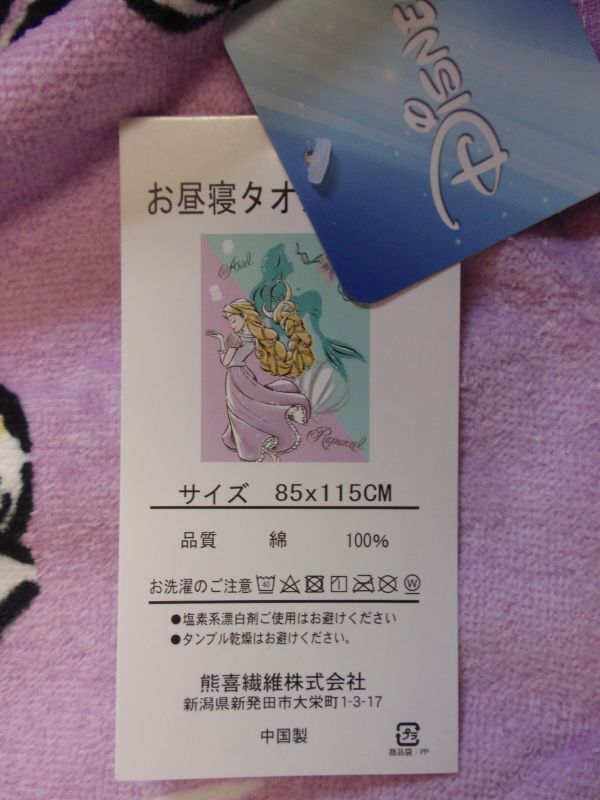 Disne
お昼寝タオ
Ariel
Rapunzel
サイズ 85x115CM
品質 綿 100%
お洗濯のご注意 40 W
●塩素系漂白剤ご使用はお避けください
●タンブル乾燥はお避けください。
熊喜繊維株式会社
新潟県新発田市大栄町1-3-17
中国製
プラ
商品袋：PP